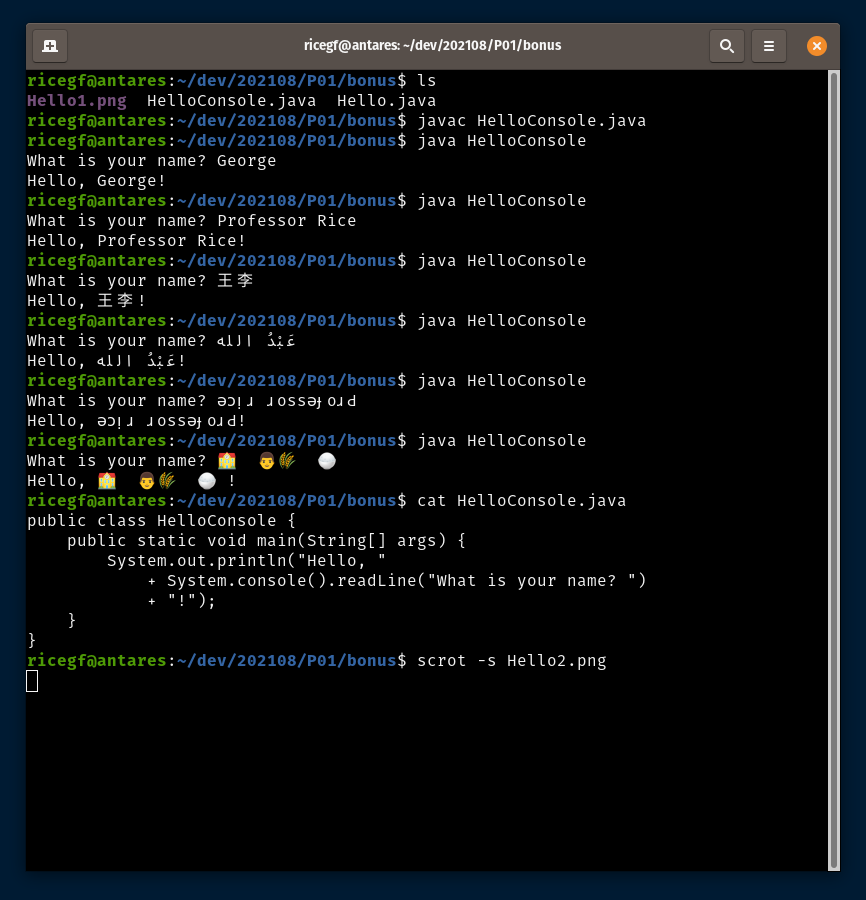 ricegf@antares: ~/dev/202108/P01/bonus
ricegf@antares:~/dev/202108/P01/bonus$ ls
Hello1.png  HelloConsole.java  Hello.java
ricegf@antares:~/dev/202108/P01/bonus$ javac HelloConsole.java
ricegf@antares:~/dev/202108/P01/bonus$ java HelloConsole
What is your name? George
Hello, George!
ricegf@antares:~/dev/202108/P01/bonus$ java HelloConsole
What is your name? Professor Rice
Hello, Professor Rice!
ricegf@antares:~/dev/202108/P01/bonus$ java HelloConsole
What is your name? 王李
Hello, 王李!
ricegf@antares:~/dev/202108/P01/bonus$ java HelloConsole
What is your name? عَبْدُ الله
Hello, عَبْدُ الله!
ricegf@antares:~/dev/202108/P01/bonus$ java HelloConsole
What is your name? ǝɔᴉɹ ɹossǝɟoɹԀ
Hello, ǝɔᴉɹ ɹossǝɟoɹԀ!
ricegf@antares:~/dev/202108/P01/bonus$ java HelloConsole
What is your name? 🌅 👨🌾 ⚪
Hello, 🌅 👨🌾 ⚪ !
ricegf@antares:~/dev/202108/P01/bonus$ cat HelloConsole.java
public class HelloConsole {
    public static void main(String[] args) {
        System.out.println("Hello, "
            + System.console().readLine("What is your name? ")
            + "!");
    }
}
ricegf@antares:~/dev/202108/P01/bonus$ scrot -s Hello2.png